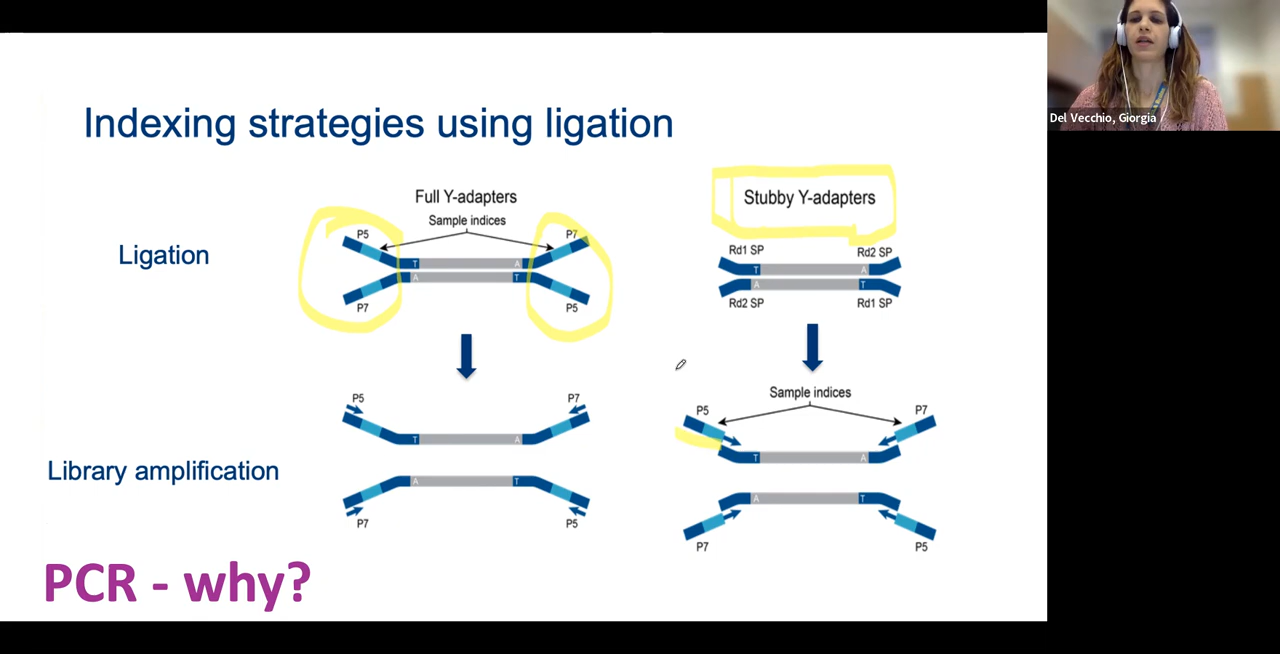 Indexing strategies using ligation
Del Vecchio, Giorgia
Full Y-adapters
Sample indices
Stubby Y-adapters
Ligation
P5
P7
T
A
A
T
P7
P5
Rd1 SP
Rd2 SP
T
A
A
T
Rd2 SP
Rd1 SP
Library amplification
P5
P7
T
A
A
T
P7
P5
Sample indices
P5
P7
T
A
A
T
P7
P5
PCR - why?